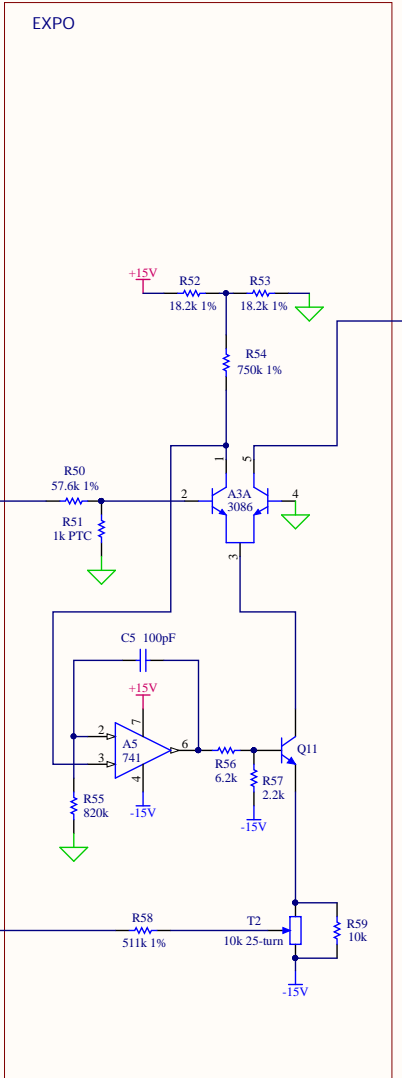 EXPO
+15V
R52
18.2k 1%
R53
18.2k 1%
R54
750k 1%
1
5
R50
57.6k 1%
2
A3A
3086
4
R51
1k PTC
3
C5 100pF
+15V
7
2
3
A5
741
6
4
-15V
R56
6.2k
Q11
R57
2.2k
-15V
R55
820k
R58
511k 1%
T2
10k 25-turn
R59
10k
-15V